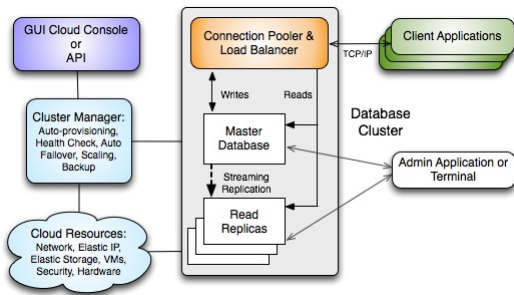 GUI Cloud Console
or
API
Connection Pooler &
Load Balancer
TCP/IP
Client Applications
Writes
Reads
Cluster Manager:
Auto-provisioning,
Health Check, Auto
Failover, Scaling,
Backup
Master
Database
Database
Cluster
Streaming
Replication
Admin Application or
Terminal
Read
Replicas
Cloud Resources:
Network, Elastic IP,
Elastic Storage, VMs,
Security, Hardware